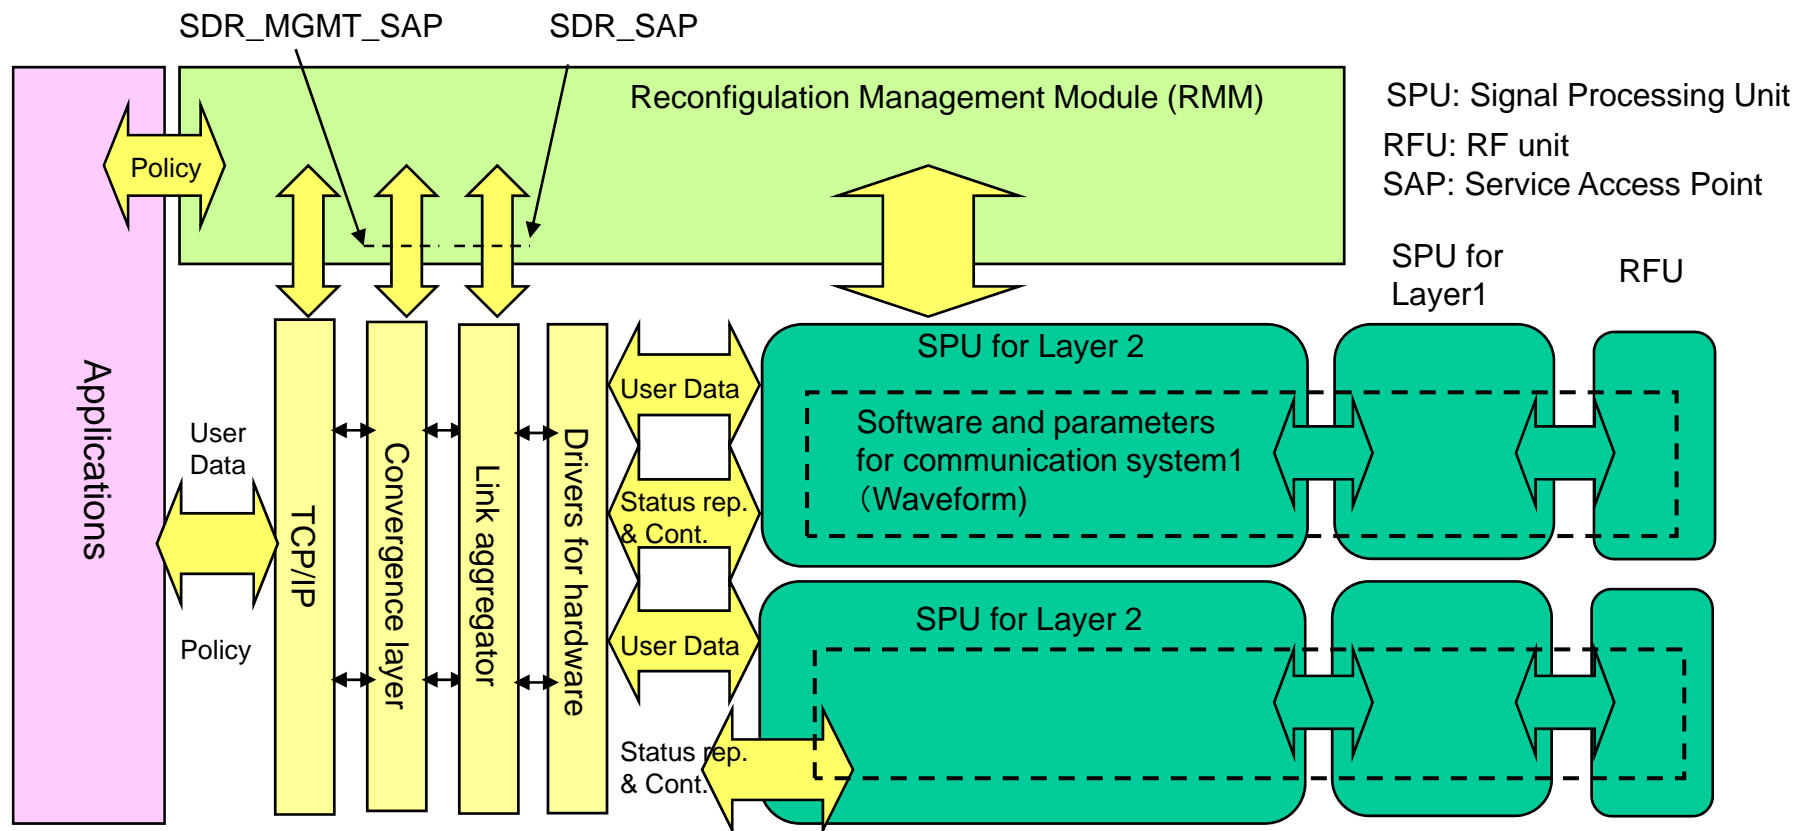 SDR_MGMT_SAP
SDR_SAP
Reconfigulation Management Module (RMM)
SPU: Signal Processing Unit
RFU: RF unit
SAP: Service Access Point
Policy
SPU for
Layer1
RFU
Applications
User
Data
Policy
TCP/IP
Convergence layer
Link aggregator
Drivers for hardware
User Data
Status rep.
& Cont.
User Data
Status rep.
& Cont.
SPU for Layer 2
Software and parameters
for communication system1
（Waveform)
SPU for Layer 2